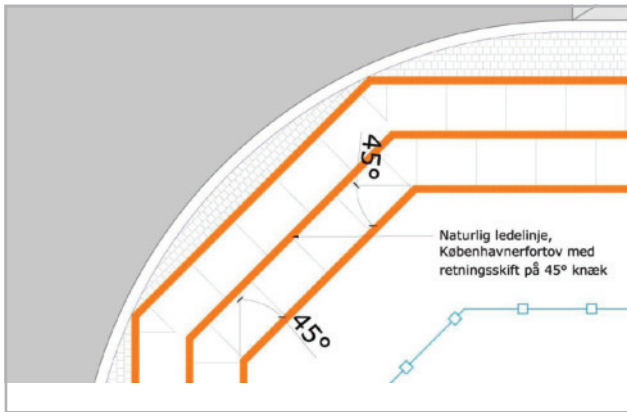 45°
Naturlig ledelinje,
Københavnerfortov med
retningsskift på 45° knæk
45°